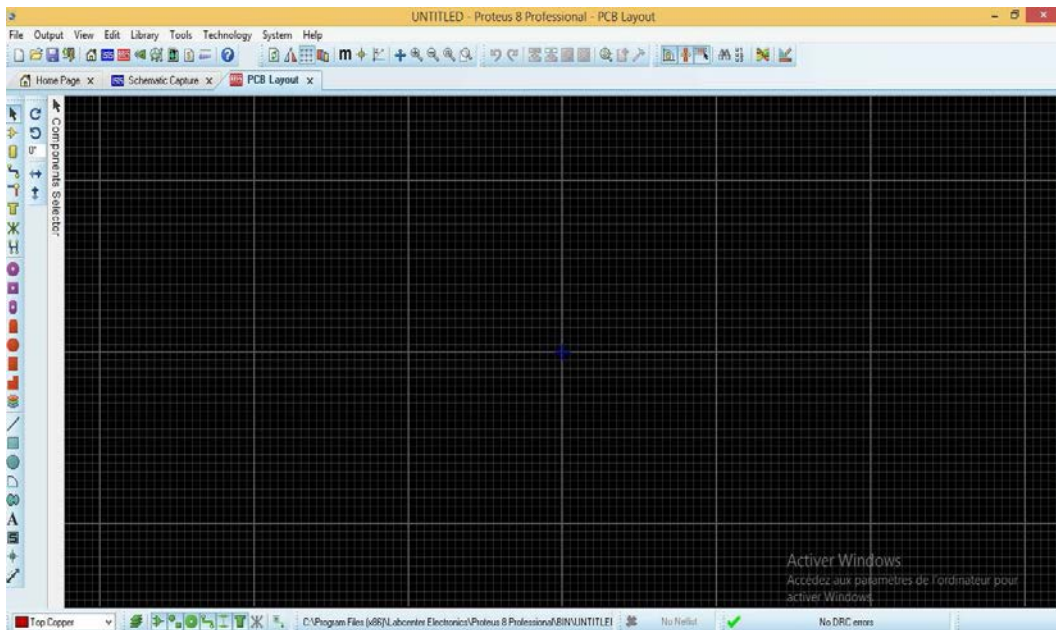 UNTITLED - Proteus 8 Professional - PCB Layout
File Output View Edit Library Tools Technology System Help
Home Page x Schematic Capture x PCB Layout x
0°
Components Selector
Activer Windows
Accédez aux paramètres de l'ordinateur pour
activer Windows.
Top Copper C:\Program Files (x86)\Labcenter Electronics\Proteus 8 Professional\BIN\UNTITLE No Netlist No DRC errors